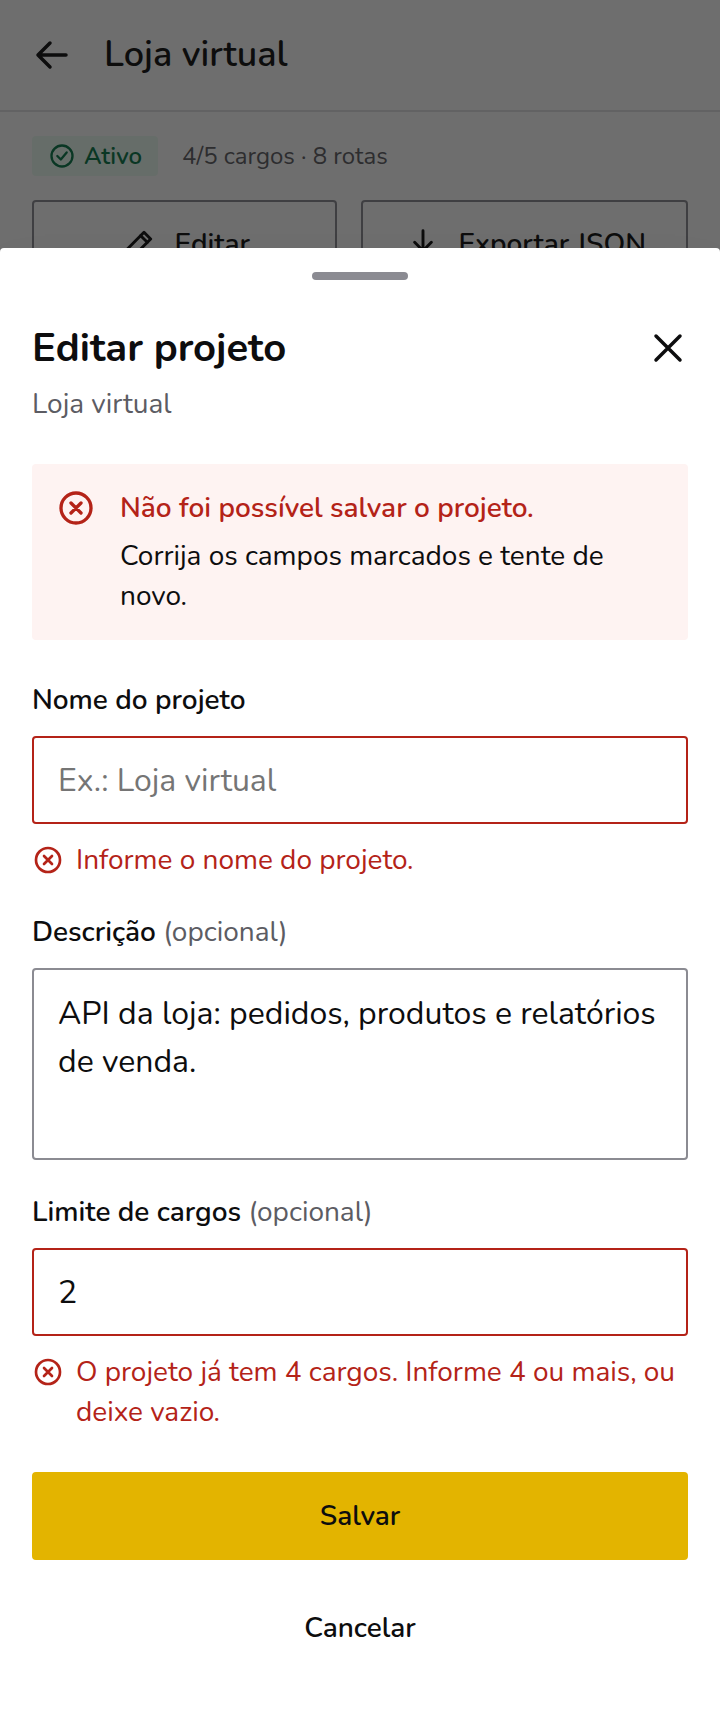 Loja virtual
Ativo
4/5 cargos · 8 rotas
Editar
Exportar JSON
Editar projeto
Loja virtual
Não foi possível salvar o projeto.
Corrija os campos marcados e tente de
novo.
Nome do projeto
Ex.: Loja virtual
Informe o nome do projeto.
Descrição (opcional)
API da loja: pedidos, produtos e relatórios
de venda.
Limite de cargos (opcional)
2
O projeto já tem 4 cargos. Informe 4 ou mais, ou
deixe vazio.
Salvar
Cancelar